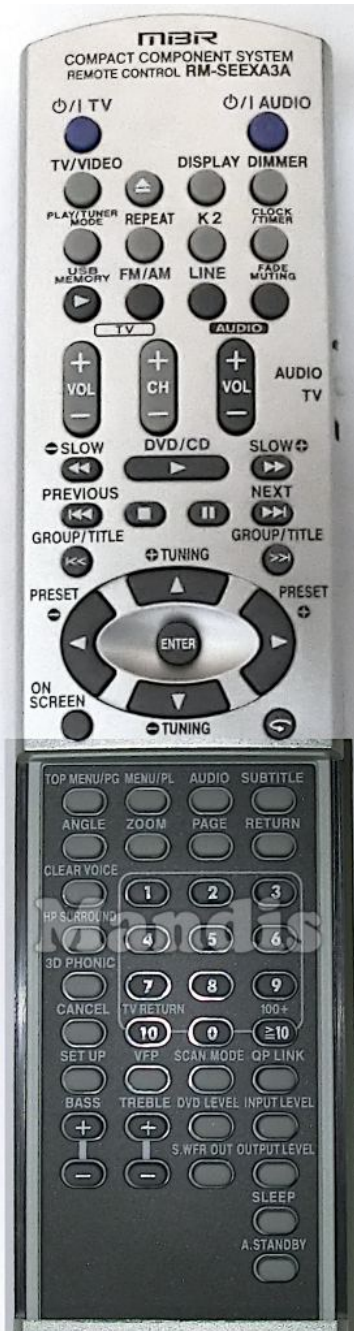 MBR
COMPACT COMPONENT SYSTEM
REMOTE CONTROL RM-SEEXA3A
⏻/I TV ⏻/I AUDIO
TV/VIDEO DISPLAY DIMMER
PLAY/TUNER MODE REPEAT K2 CLOCK/TIMER
USB MEMORY FM/AM LINE FADE MUTING
TV AUDIO
+ + +
VOL CH VOL
- - -
AUDIO
TV
SLOW DVD/CD SLOW
PREVIOUS NEXT
GROUP/TITLE GROUP/TITLE
TUNING
PRESET PRESET
ENTER
ON SCREEN
TUNING
TOP MENU/PG MENU/PL AUDIO SUBTITLE
ANGLE ZOOM PAGE RETURN
CLEAR VOICE
1 2 3
HP SURROUND
Mandis
4 5 6
3D PHONIC
7 8 9
CANCEL TV RETURN 100+
10 0 ≥10
SET UP VFP SCAN MODE QP LINK
BASS TREBLE DVD LEVEL INPUT LEVEL
+ +
S.WFR OUT OUTPUT LEVEL
- -
SLEEP
A.STANDBY